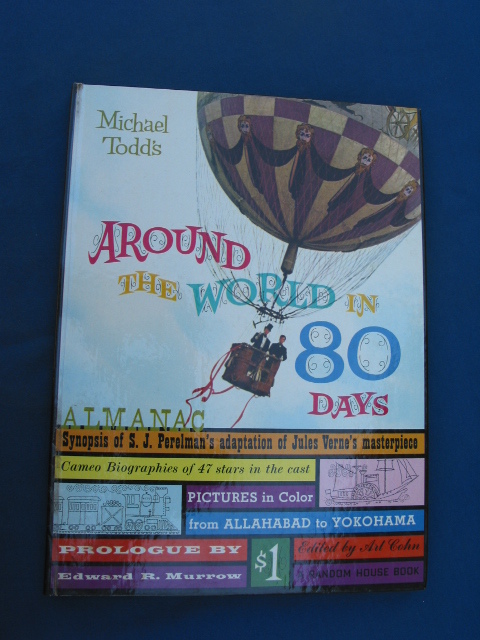 Michael
Todd's
AROUND
THE WORLD IN
80
DAYS
ALMANAC
Synopsis of S. J. Perelman's adaptation of Jules Verne's masterpiece
Cameo Biographies of 47 stars in the cast
PICTURES in Color
from ALLAHABAD to YOKOHAMA
PROLOGUE BY
Edward R. Murrow
$1
Edited by Art Cohn
A RANDOM HOUSE BOOK